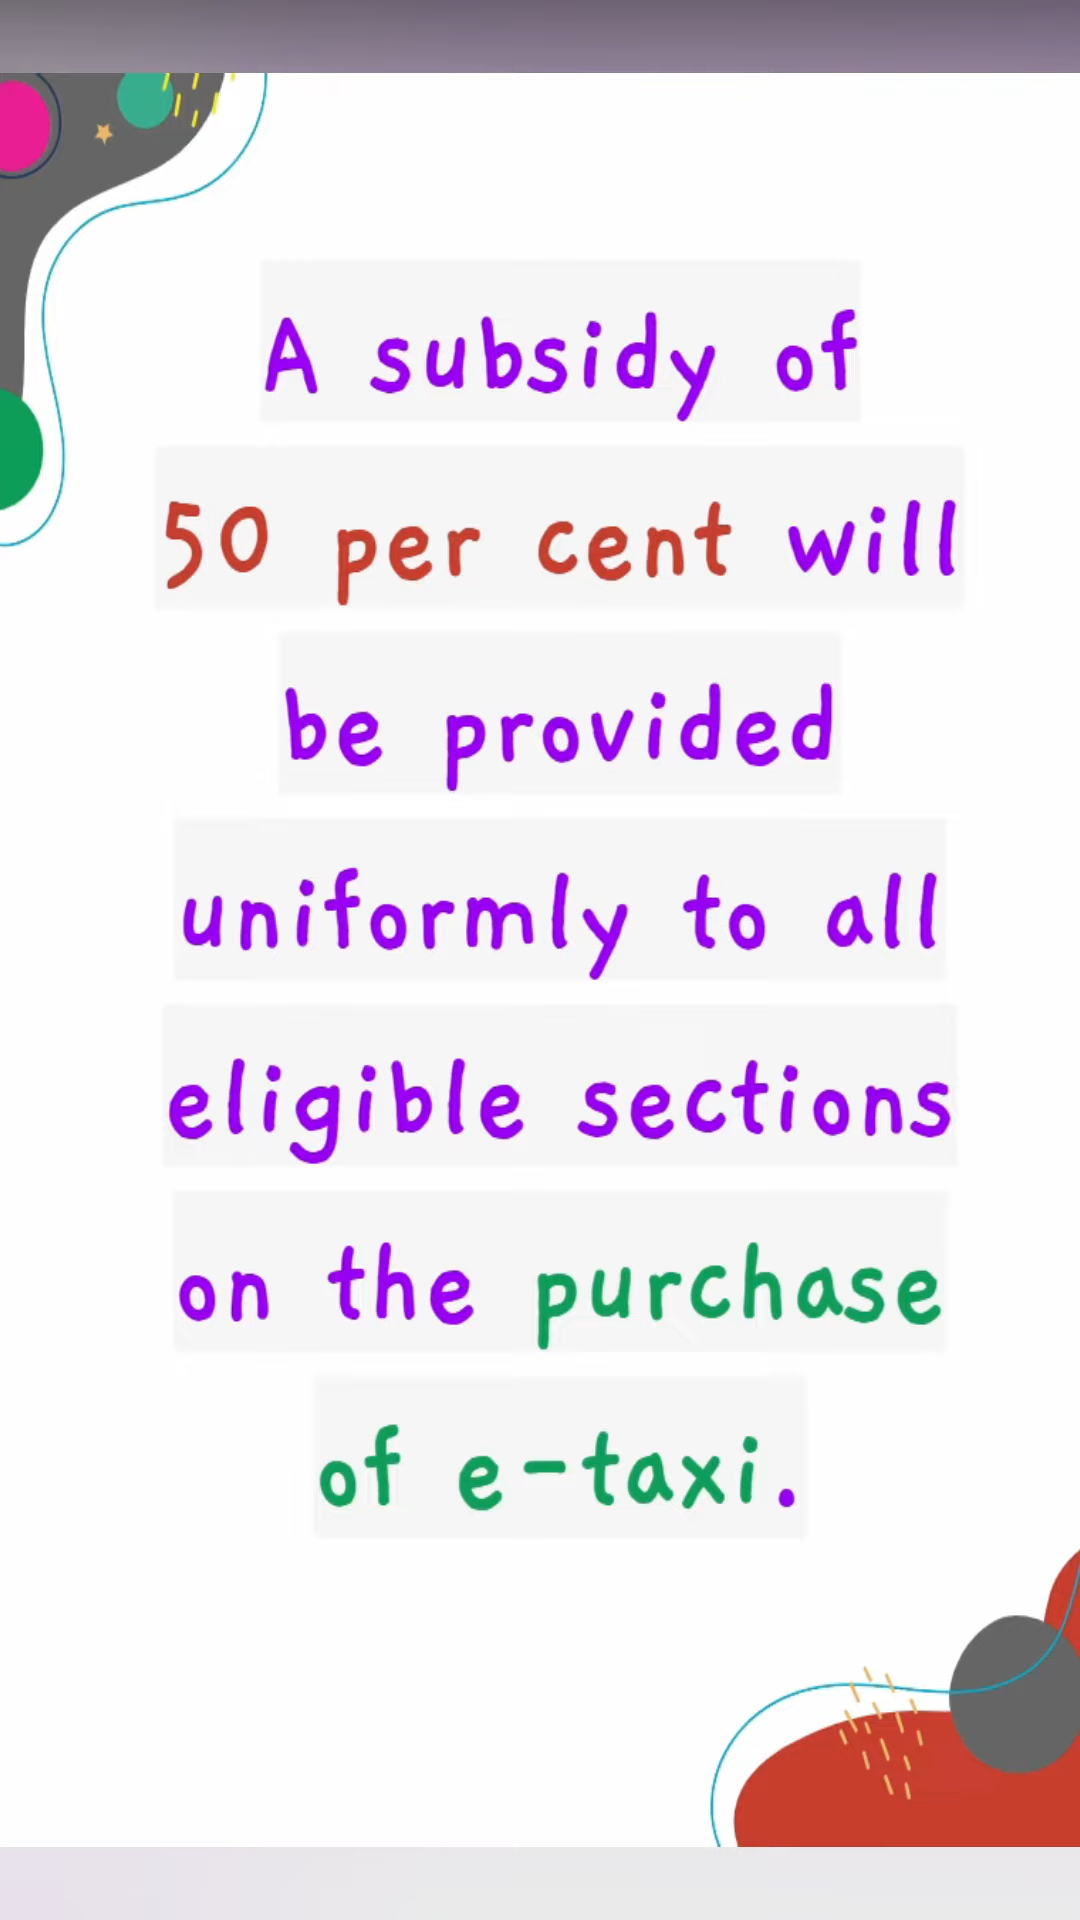 A subsidy of
50 per cent will
be provided
uniformly to all
eligible sections
on the purchase
of e-taxi.